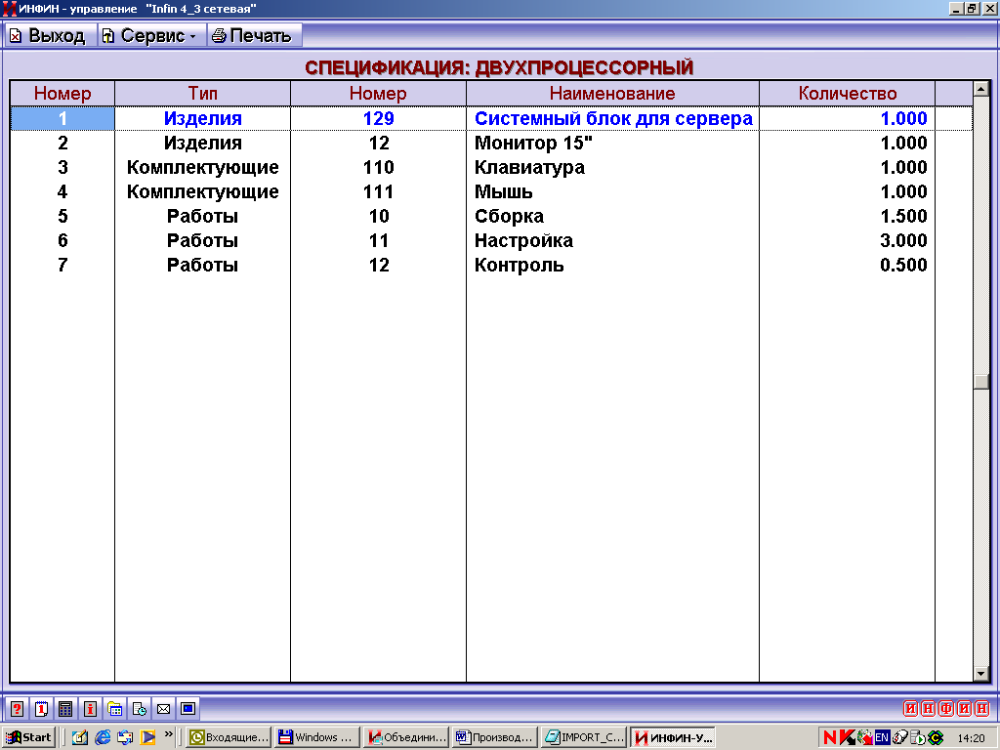 ИНФИН - управление "Infin 4_3 сетевая"
Выход Сервис Печать
СПЕЦИФИКАЦИЯ: ДВУХПРОЦЕССОРНЫЙ
Номер Тип Номер Наименование Количество
1 Изделия 129 Системный блок для сервера 1.000
2 Изделия 12 Монитор 15" 1.000
3 Комплектующие 110 Клавиатура 1.000
4 Комплектующие 111 Мышь 1.000
5 Работы 10 Сборка 1.500
6 Работы 11 Настройка 3.000
7 Работы 12 Контроль 0.500
ИНФИН
Start » Входящие... Windows ... Объедини... Производ... IMPORT_C... ИНФИН-У... EN 14:20